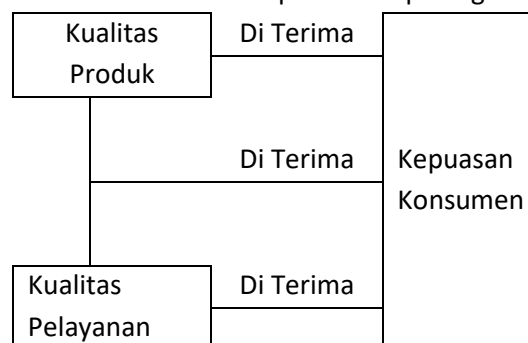 Kualitas
Produk
Di Terima
Di Terima
Kepuasan
Konsumen
Kualitas
Pelayanan
Di Terima